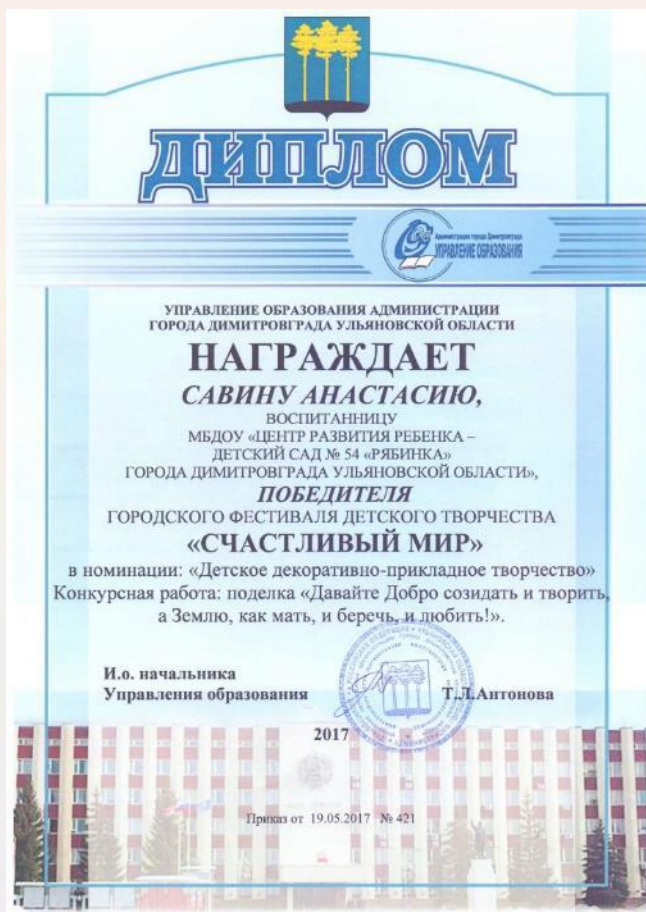 ДИПЛОМ
Администрация города Димитровграда
УПРАВЛЕНИЕ ОБРАЗОВАНИЯ
УПРАВЛЕНИЕ ОБРАЗОВАНИЯ АДМИНИСТРАЦИИ
ГОРОДА ДИМИТРОВГРАДА УЛЬЯНОВСКОЙ ОБЛАСТИ
НАГРАЖДАЕТ
САВИНУ АНАСТАСИЮ,
ВОСПИТАННИЦУ
МБДОУ «ЦЕНТР РАЗВИТИЯ РЕБЕНКА –
ДЕТСКИЙ САД № 54 «РЯБИНКА»
ГОРОДА ДИМИТРОВГРАДА УЛЬЯНОВСКОЙ ОБЛАСТИ»,
ПОБЕДИТЕЛЯ
ГОРОДСКОГО ФЕСТИВАЛЯ ДЕТСКОГО ТВОРЧЕСТВА
«СЧАСТЛИВЫЙ МИР»
в номинации: «Детское декоративно-прикладное творчество»
Конкурсная работа: поделка «Давайте Добро созидать и творить,
а Землю, как мать, и беречь, и любить!».
И.о. начальника
Управления образования Т.Л.Антонова
2017
Приказ от 19.05.2017 № 421